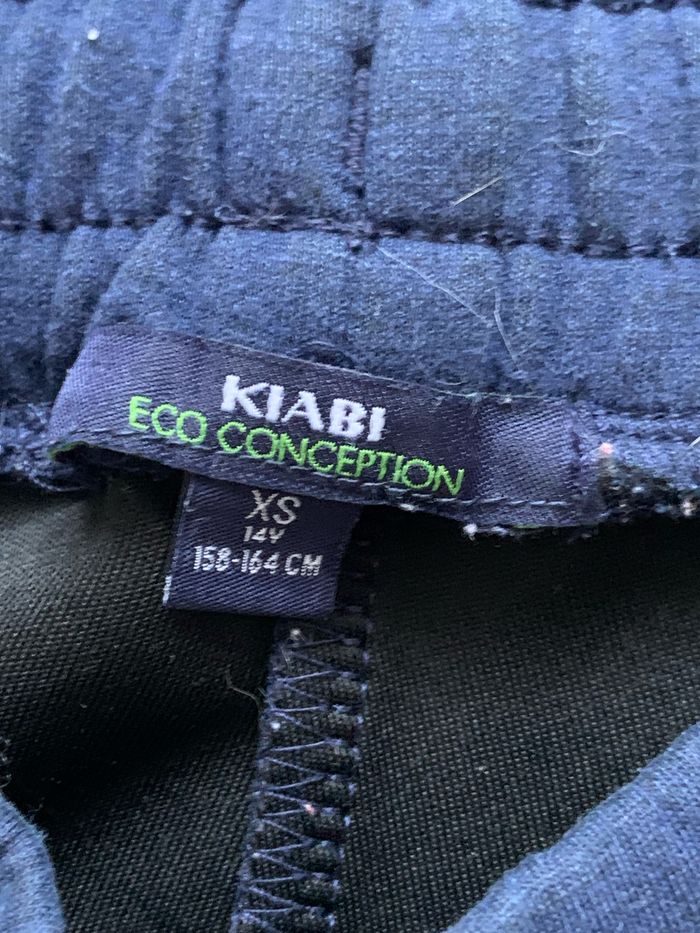 KIABI
ECO CONCEPTION
XS
14Y
158-164 CM